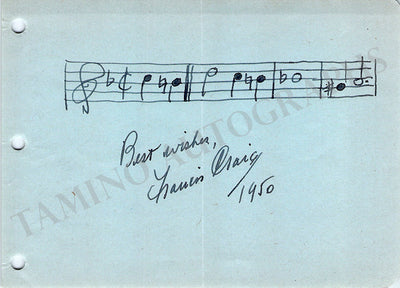 Best wishes,
Francis Craig
1950
TAMINO AUTOGRAPHS